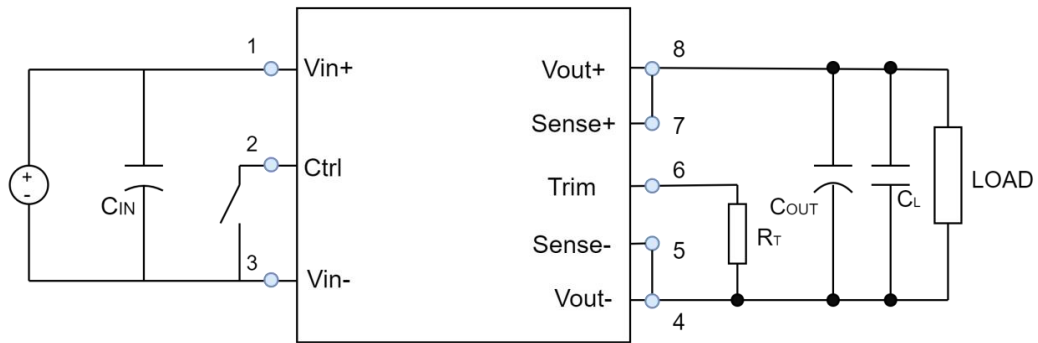 1
Vin+
2
Ctrl
3
Vin-
Vout+
8
Sense+
7
Trim
6
Sense-
5
Vout-
4
+
-
CIN
RT
COUT
CL
LOAD